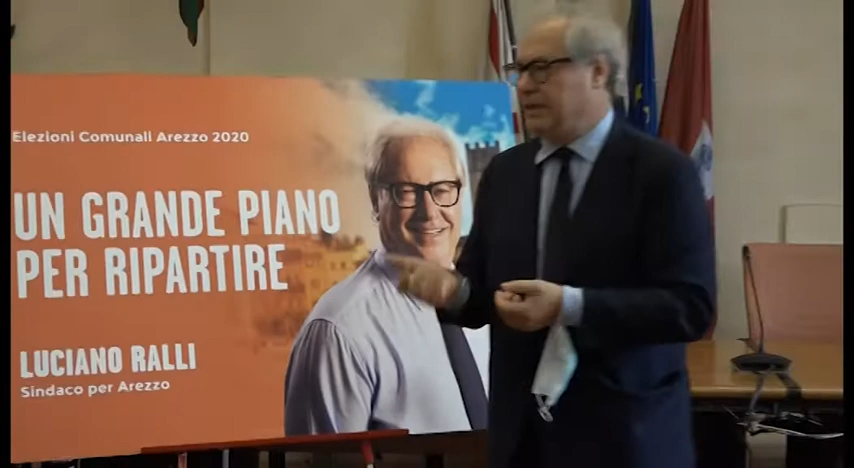 Elezioni Comunali Arezzo 2020
UN GRANDE PIANO
PER RIPARTIRE
LUCIANO RALLI
Sindaco per Arezzo